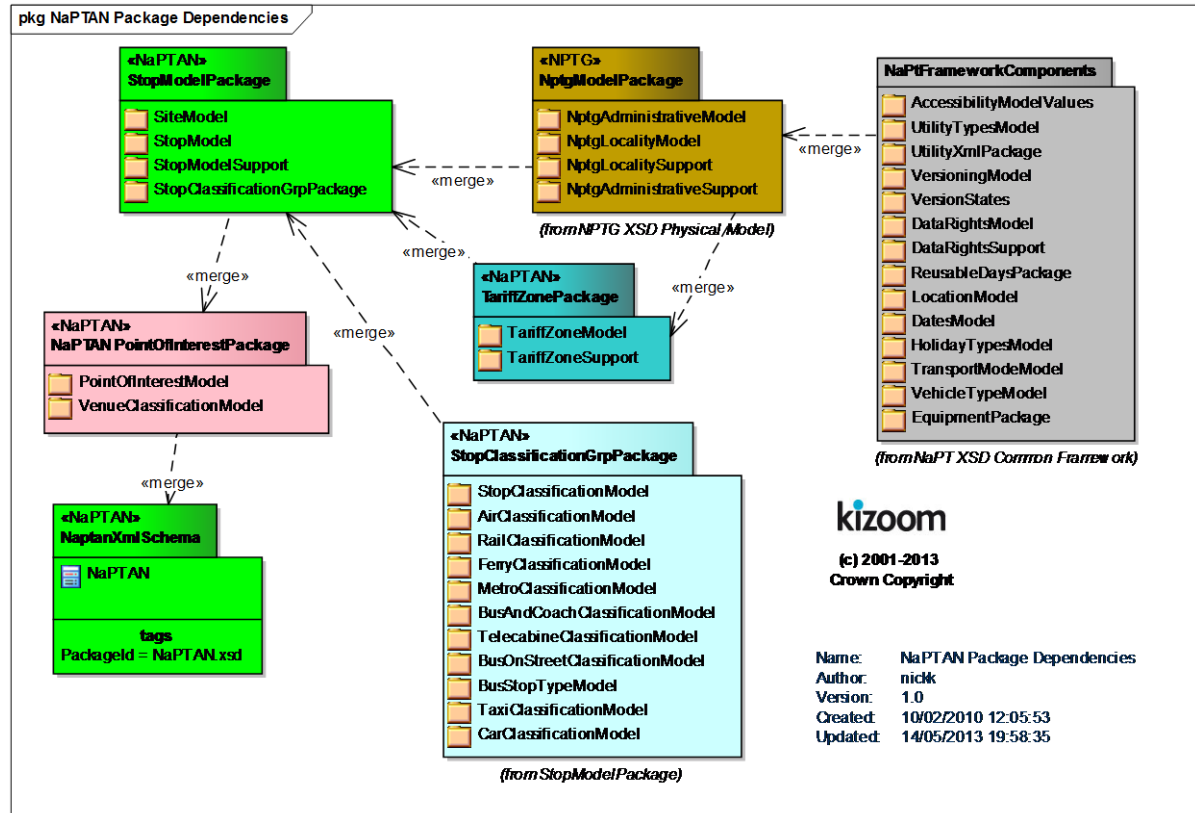 pkg NaPTAN Package Dependencies
«NaPTAN»
StopModelPackage
SiteModel
StopModel
StopModelSupport
StopClassificationGrpPackage
«NPTG»
NptgModelPackage
NptgAdministrativeModel
NptgLocalityModel
NptgLocalitySupport
NptgAdministrativeSupport
(from NPTG XSD Physical Model)
NaPtFrameworkComponents
AccessibilityModelValues
UtilityTypesModel
UtilityXmlPackage
VersioningModel
VersionStates
DataRightsModel
DataRightsSupport
ReusableDaysPackage
LocationModel
DatesModel
HolidayTypesModel
TransportModeModel
VehicleTypeModel
EquipmentPackage
(from NaPT XSD Common Framework)
«merge»
«merge»
«merge»
«merge»
«merge»
«merge»
«merge»
«NaPTAN»
TariffZonePackage
TariffZoneModel
TariffZoneSupport
«NaPTAN»
NaPTAN PointOfInterestPackage
PointOfInterestModel
VenueClassificationModel
«NaPTAN»
NaptanXmlSchema
NaPTAN
tags
PackageId = NaPTAN.xsd
«NaPTAN»
StopClassificationGrpPackage
StopClassificationModel
AirClassificationModel
RailClassificationModel
FerryClassificationModel
MetroClassificationModel
BusAndCoachClassificationModel
TelecabineClassificationModel
BusOnStreetClassificationModel
BusStopTypeModel
TaxiClassificationModel
CarClassificationModel
(from StopModelPackage)
kizoom
(c) 2001-2013
Crown Copyright
Name: NaPTAN Package Dependencies
Author: nickk
Version: 1.0
Created: 10/02/2010 12:05:53
Updated: 14/05/2013 19:58:35